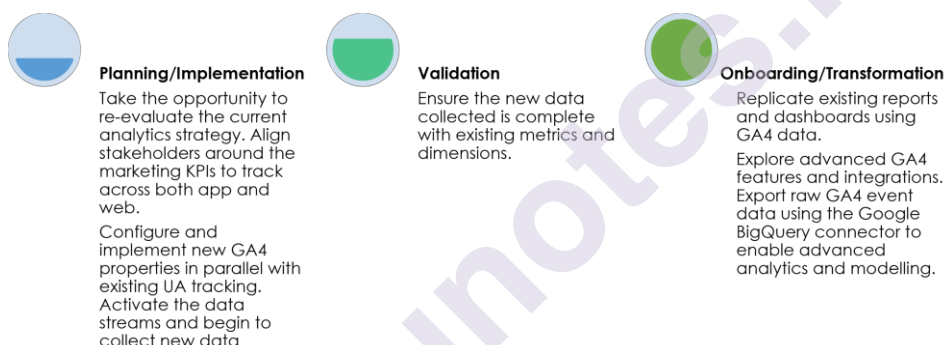 Planning/Implementation
Take the opportunity to
re-evaluate the current
analytics strategy. Align
stakeholders around the
marketing KPIs to track
across both app and
web.
Configure and
implement new GA4
properties in parallel with
existing UA tracking.
Activate the data
streams and begin to
collect new data
Validation
Ensure the new data
collected is complete
with existing metrics and
dimensions.
Onboarding/Transformation
Replicate existing reports
and dashboards using
GA4 data.
Explore advanced GA4
features and integrations.
Export raw GA4 event
data using the Google
BigQuery connector to
enable advanced
analytics and modelling.